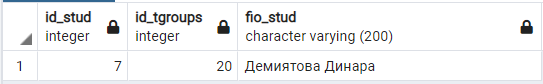 id_stud id_tgroups fio_stud
integer integer character varying (200)
1 7 20 Демиятова Динара